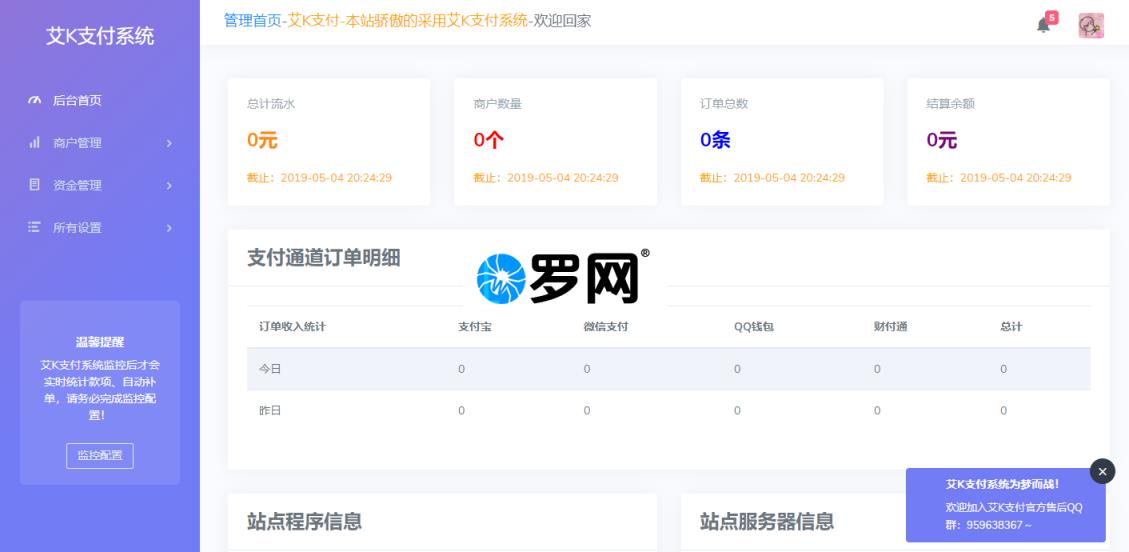 艾K支付系统
管理首页-艾K支付-本站骄傲的采用艾K支付系统-欢迎回家
5
后台首页
商户管理
资金管理
所有设置
温馨提醒
艾K支付系统监控后才会
实时统计款项、自动补
单，请务必完成监控配
置！
监控配置
总计流水
0元
截止：2019-05-04 20:24:29
商户数量
0个
截止：2019-05-04 20:24:29
订单总数
0条
截止：2019-05-04 20:24:29
结算余额
0元
截止：2019-05-04 20:24:29
支付通道订单明细
罗网®
订单收入统计 支付宝 微信支付 QQ钱包 财付通 总计
今日 0 0 0 0 0
昨日 0 0 0 0 0
站点程序信息
站点服务器信息
艾K支付系统为梦而战！
欢迎加入艾K支付官方售后QQ
群：959638367 ~